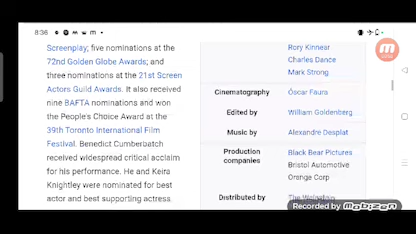 8:36
Screenplay; five nominations at the
72nd Golden Globe Awards; and
three nominations at the 21st Screen
Actors Guild Awards. It also received
nine BAFTA nominations and won
the People's Choice Award at the
39th Toronto International Film
Festival. Benedict Cumberbatch
received widespread critical acclaim
for his performance. He and Keira
Knightley were nominated for best
actor and best supporting actress
Rory Kinnear
Charles Dance
Mark Strong
Cinematography Óscar Faura
Edited by William Goldenberg
Music by Alexandre Desplat
Production Black Bear Pictures
companies Bristol Automotive
Orange Corp
Distributed by The Weinstein
Recorded by Mobizen